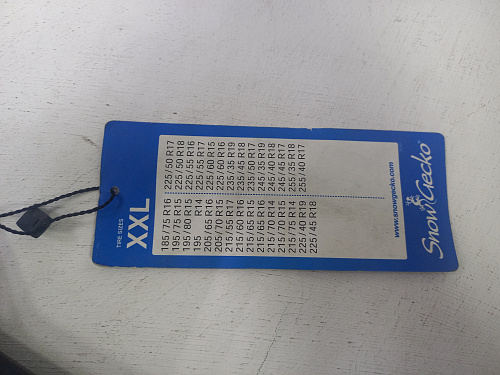 TIRE SIZES
XXL
185/75 R16 225/50 R17
195/75 R15 225/50 R18
195/80 R15 225/55 R16
195 R14 225/55 R17
205/65 R16 225/60 R15
205/70 R15 225/60 R16
215/55 R17 235/35 R19
215/60 R16 235/45 R18
215/65 R15 235/50 R17
215/65 R16 245/35 R19
215/70 R14 245/40 R18
215/70 R15 245/45 R17
215/75 R14 255/35 R18
225/40 R19 255/40 R17
225/45 R18
www.snowgecko.com
Snow Gecko®